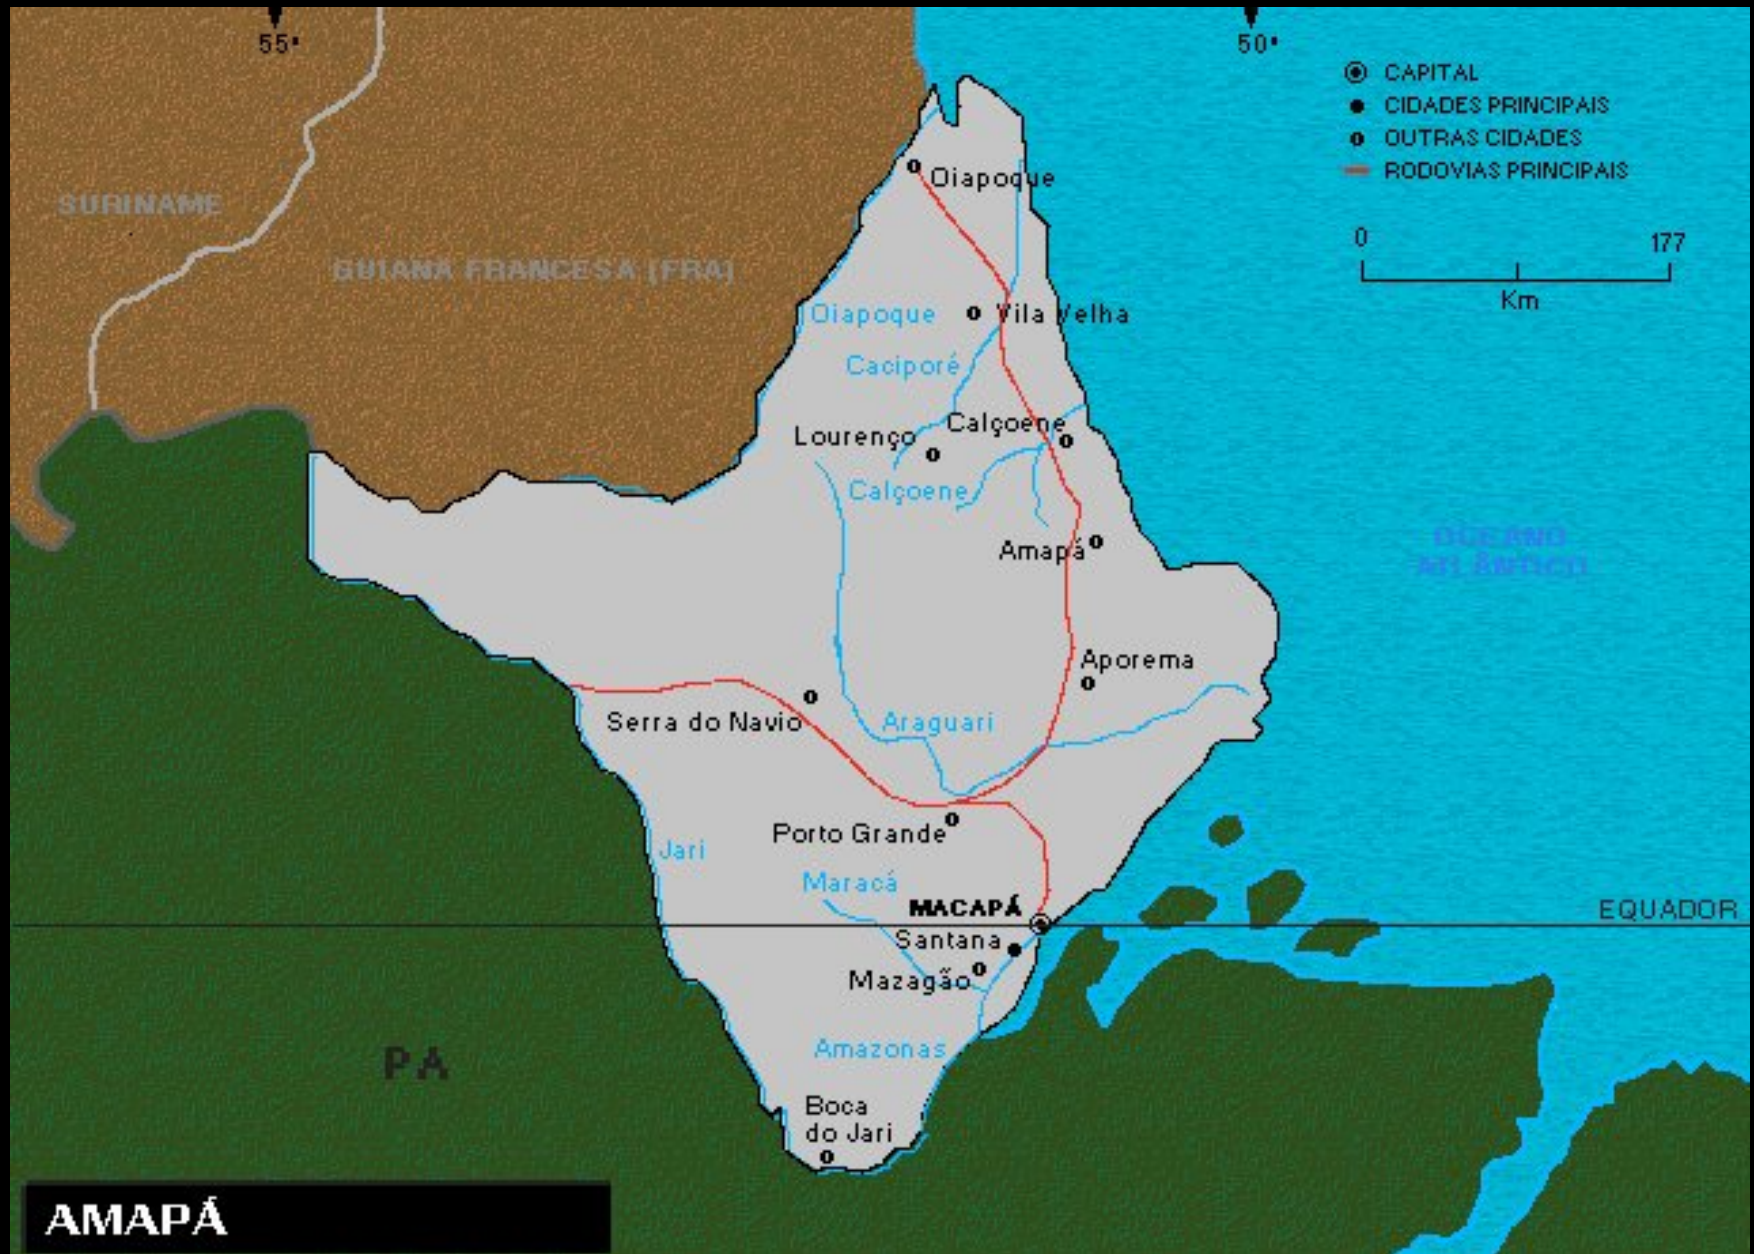 55°
50°
CAPITAL
CIDADES PRINCIPAIS
OUTRAS CIDADES
RODOVIAS PRINCIPAIS
0 177
Km
SURINAME
GUIANA FRANCESA (FRA)
Oiapoque
Oiapoque
Vila Velha
Caciporé
Calçoene
Lourenço
Calçoene
Amapá
OCEANO
ATLÂNTICO
Aporema
Serra do Navio
Araguari
Porto Grande
Jari
Maracá
MACAPÁ
EQUADOR
Santana
Mazagão
Amazonas
PA
Boca
do Jari
AMAPÁ